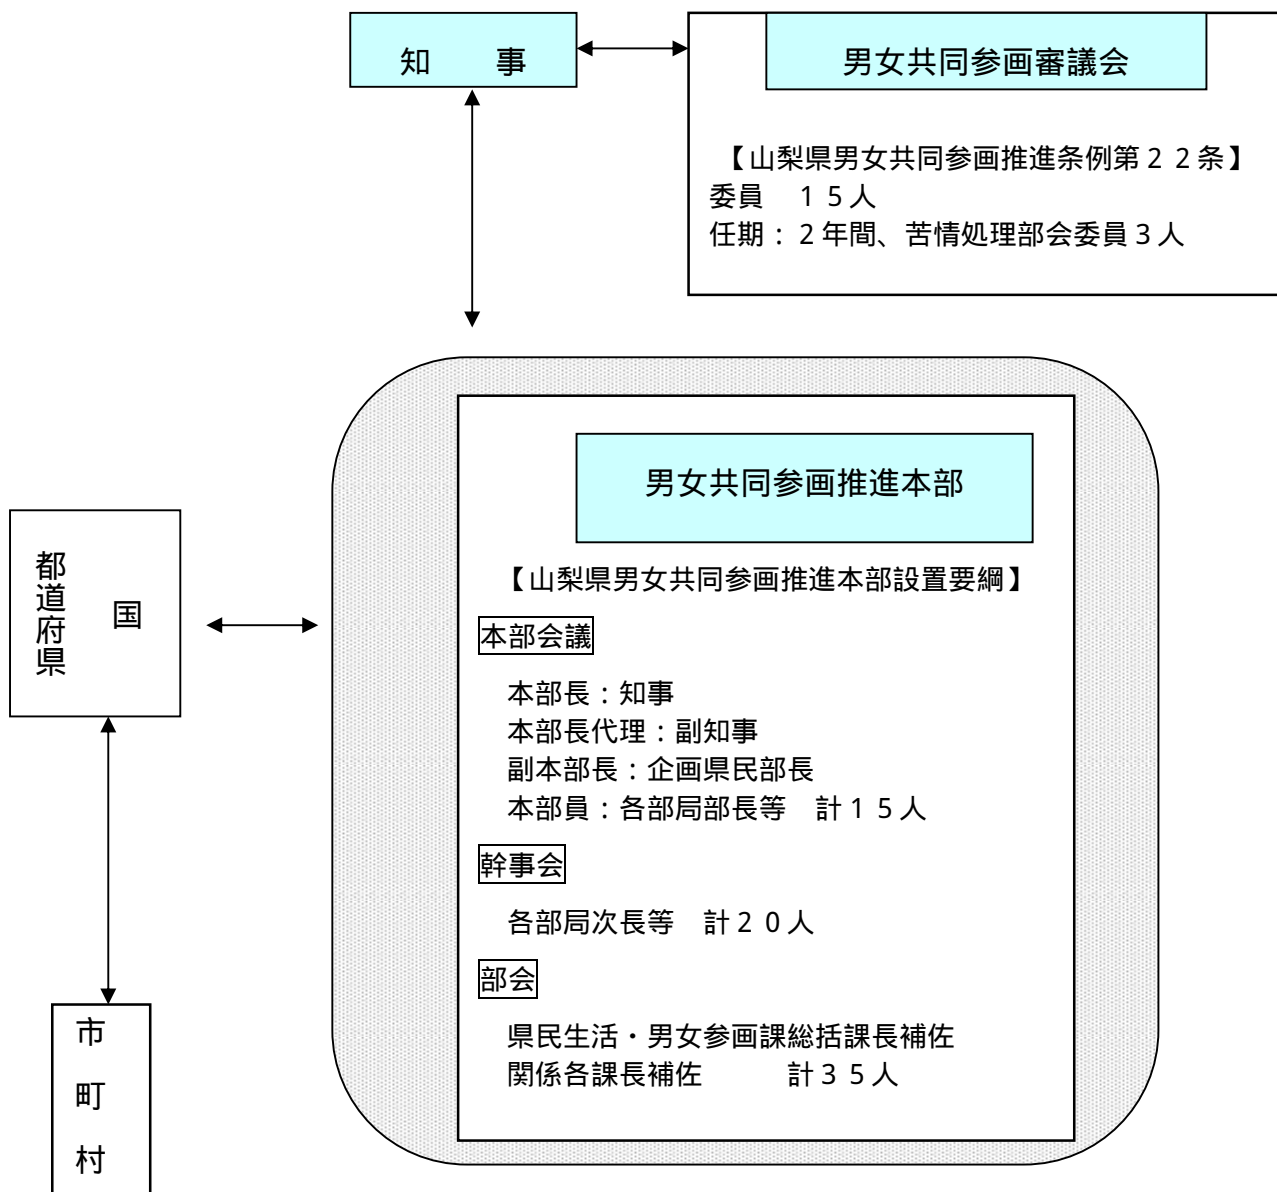 知　　事
男女共同参画審議会
【山梨県男女共同参画推進条例第２２条】
委員　１５人
任期：２年間、苦情処理部会委員３人
男女共同参画推進本部
【山梨県男女共同参画推進本部設置要綱】
本部会議
本部長：知事
本部長代理：副知事
副本部長：企画県民部長
本部員：各部局部長等　計１５人
幹事会
各部局次長等　計２０人
部会
県民生活・男女参画課総括課長補佐
関係各課長補佐　　　計３５人
国
都道府県
市町村